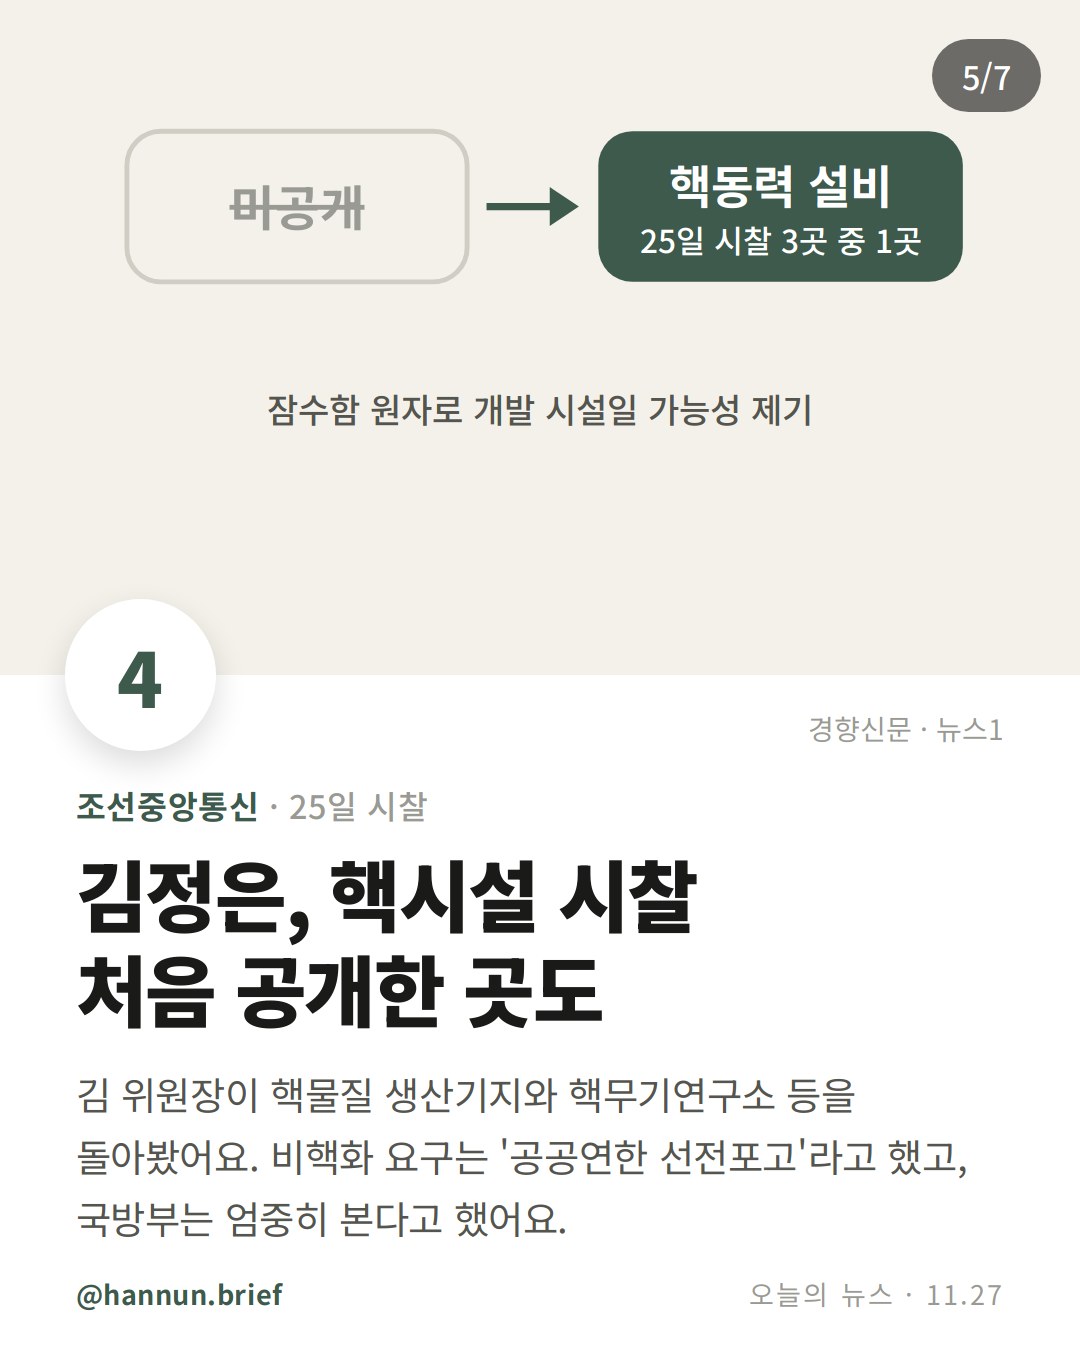 5/7
미공개
핵동력 설비
25일 시찰 3곳 중 1곳
잠수함 원자로 개발 시설일 가능성 제기
4
경향신문 · 뉴스1
조선중앙통신 · 25일 시찰
김정은, 핵시설 시찰
처음 공개한 곳도
김 위원장이 핵물질 생산기지와 핵무기연구소 등을
돌아봤어요. 비핵화 요구는 '공공연한 선전포고'라고 했고,
국방부는 엄중히 본다고 했어요.
@hannun.brief
오늘의 뉴스 · 11.27